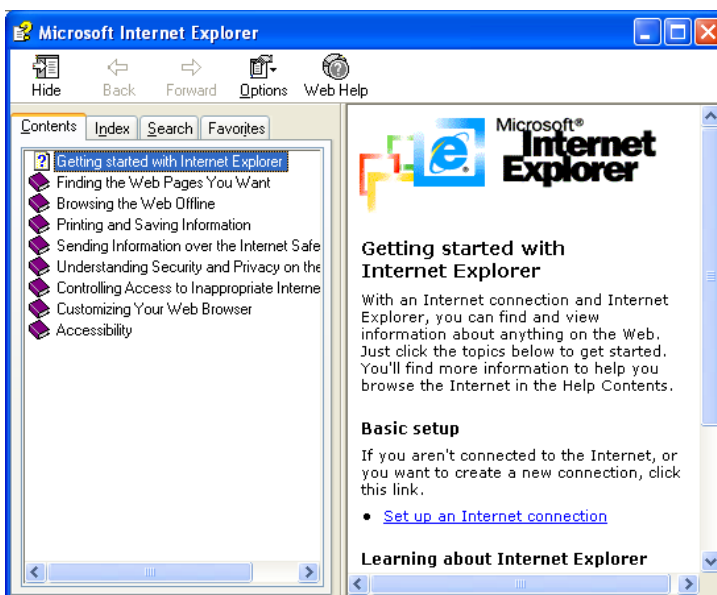 Microsoft Internet Explorer
Hide Back Forward Options Web Help
Contents Index Search Favorites
Getting started with Internet Explorer
Finding the Web Pages You Want
Browsing the Web Offline
Printing and Saving Information
Sending Information over the Internet Safe
Understanding Security and Privacy on the
Controlling Access to Inappropriate Interne
Customizing Your Web Browser
Accessibility
Microsoft®
Internet
Explorer
Getting started with
Internet Explorer
With an Internet connection and Internet
Explorer, you can find and view
information about anything on the Web.
Just click the topics below to get started.
You'll find more information to help you
browse the Internet in the Help Contents.
Basic setup
If you aren't connected to the Internet, or
you want to create a new connection, click
this link.
• Set up an Internet connection
Learning about Internet Explorer